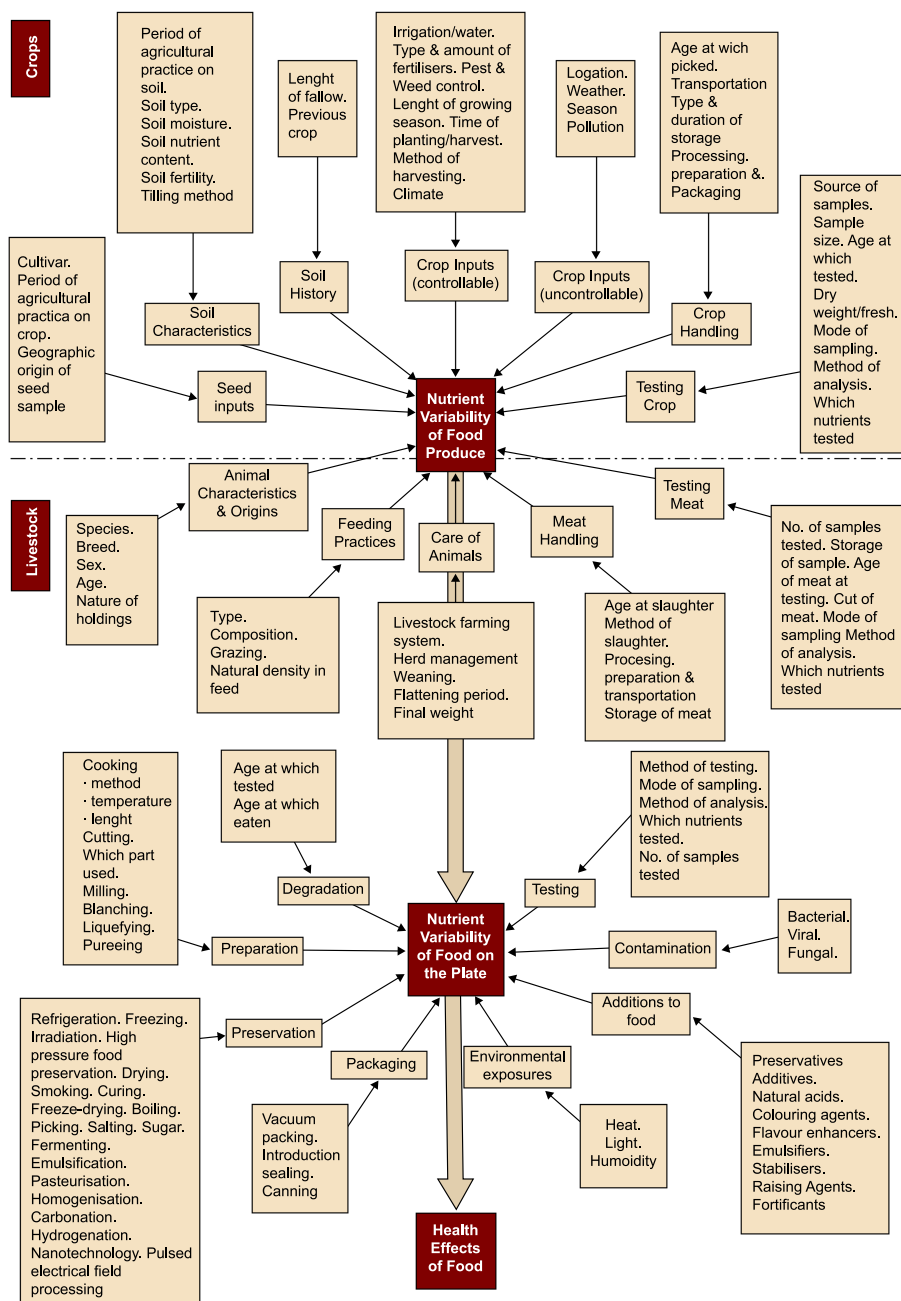 Crops
Period of
agricultural
practice on
soil.
Soil type.
Soil moisture.
Soil nutrient
content.
Soil fertility.
Tilling method
Lenght
of fallow.
Previous
crop
Irrigation/water.
Type & amount of
fertilisers. Pest &
Weed control.
Lenght of growing
season. Time of
planting/harvest.
Method of
harvesting.
Climate
Logation.
Weather.
Season
Pollution
Age at wich
picked.
Transportation
Type &
duration of
storage
Processing.
preparation &.
Packaging
Source of
samples.
Sample
size. Age at
which
tested.
Dry
weight/fresh.
Mode of
sampling.
Method of
analysis.
Which
nutrients
tested
Cultivar.
Period of
agricultural
practica on
crop.
Geographic
origin of
seed
sample
Soil
Characteristics
Soil
History
Crop Inputs
(controllable)
Crop Inputs
(uncontrollable)
Crop
Handling
Seed
inputs
Testing
Crop
Nutrient
Variability
of Food
Produce
Livestock
Animal
Characteristics
& Origins
Feeding
Practices
Care of
Animals
Meat
Handling
Testing
Meat
Species.
Breed.
Sex.
Age.
Nature of
holdings
Type.
Composition.
Grazing.
Natural density in
feed
Livestock farming
system.
Herd management
Weaning.
Flattening period.
Final weight
Age at slaughter
Method of
slaughter.
Procesing.
preparation &
transportation
Storage of meat
No. of samples
tested. Storage
of sample. Age
of meat at
testing. Cut of
meat. Mode of
sampling Method
of analysis.
Which nutrients
tested
Cooking
· method
· temperature
· lenght
Cutting.
Which part
used.
Milling.
Blanching.
Liquefying.
Pureeing
Age at which
tested
Age at which
eaten
Method of testing.
Mode of sampling.
Method of analysis.
Which nutrients
tested.
No. of samples
tested
Degradation
Testing
Preparation
Nutrient
Variability
of Food on
the Plate
Contamination
Bacterial.
Viral.
Fungal.
Refrigeration. Freezing.
Irradiation. High
pressure food
preservation. Drying.
Smoking. Curing.
Freeze-drying. Boiling.
Picking. Salting. Sugar.
Fermenting.
Emulsification.
Pasteurisation.
Homogenisation.
Carbonation.
Hydrogenation.
Nanotechnology. Pulsed
electrical field
processing
Preservation
Packaging
Environmental
exposures
Additions to
food
Vacuum
packing.
Introduction
sealing.
Canning
Heat.
Light.
Humoidity
Preservatives
Additives.
Natural acids.
Colouring agents.
Flavour enhancers.
Emulsifiers.
Stabilisers.
Raising Agents.
Fortificants
Health
Effects
of Food